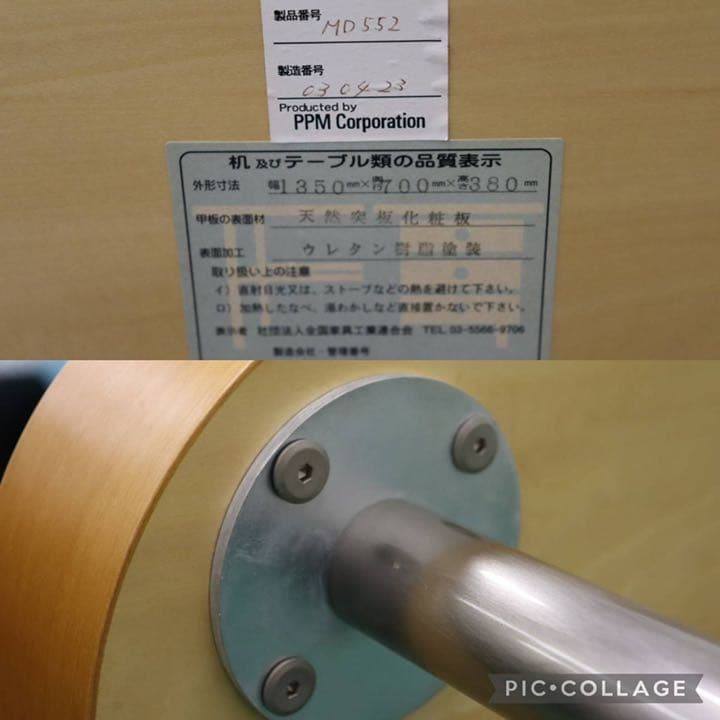 製品番号
MD552
製造番号
03 04 23
Producted by
PPM Corporation
机及びテーブル類の品質表示
外形寸法 幅1350mm×奥行700mm×高さ380mm
甲板の表面材 天然突板化粧板
表面加工 ウレタン樹脂塗装
取り扱い上の注意
イ）直射日光又は、ストーブなどの熱を避けて下さい。
ロ）加熱したなべ、湯わかしなど直接置かないで下さい。
表示者 社団法人全国家具工業連合会 TEL 03-5566-9706
製造会社・管理番号
PIC•COLLAGE